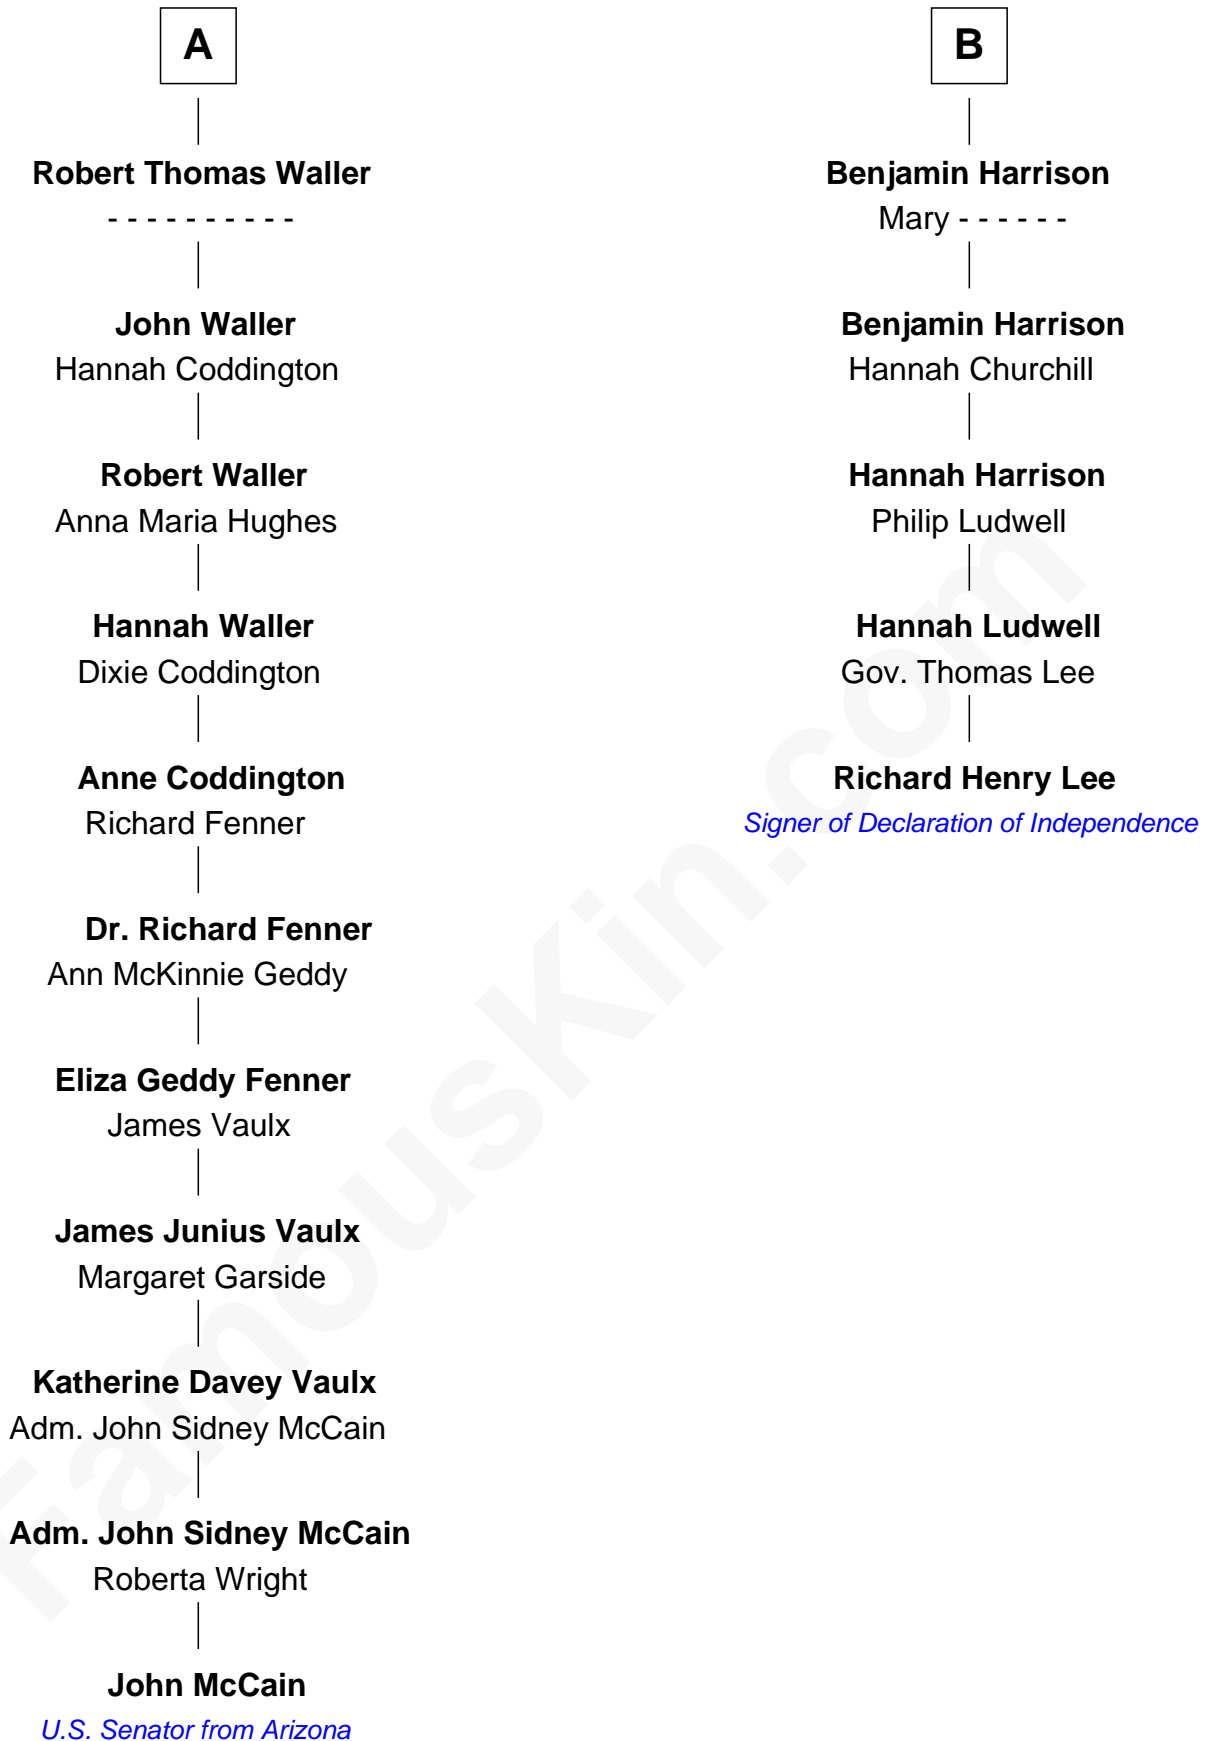 A
Robert Thomas Waller
- - - - - - - - - -
John Waller
Hannah Coddington
Robert Waller
Anna Maria Hughes
Hannah Waller
Dixie Coddington
Anne Coddington
Richard Fenner
Dr. Richard Fenner
Ann McKinnie Geddy
Eliza Geddy Fenner
James Vaulx
James Junius Vaulx
Margaret Garside
Katherine Davey Vaulx
Adm. John Sidney McCain
Adm. John Sidney McCain
Roberta Wright
John McCain
U.S. Senator from Arizona
B
Benjamin Harrison
Mary - - - - - -
Benjamin Harrison
Hannah Churchill
Hannah Harrison
Philip Ludwell
Hannah Ludwell
Gov. Thomas Lee
Richard Henry Lee
Signer of Declaration of Independence
FamousKin.com